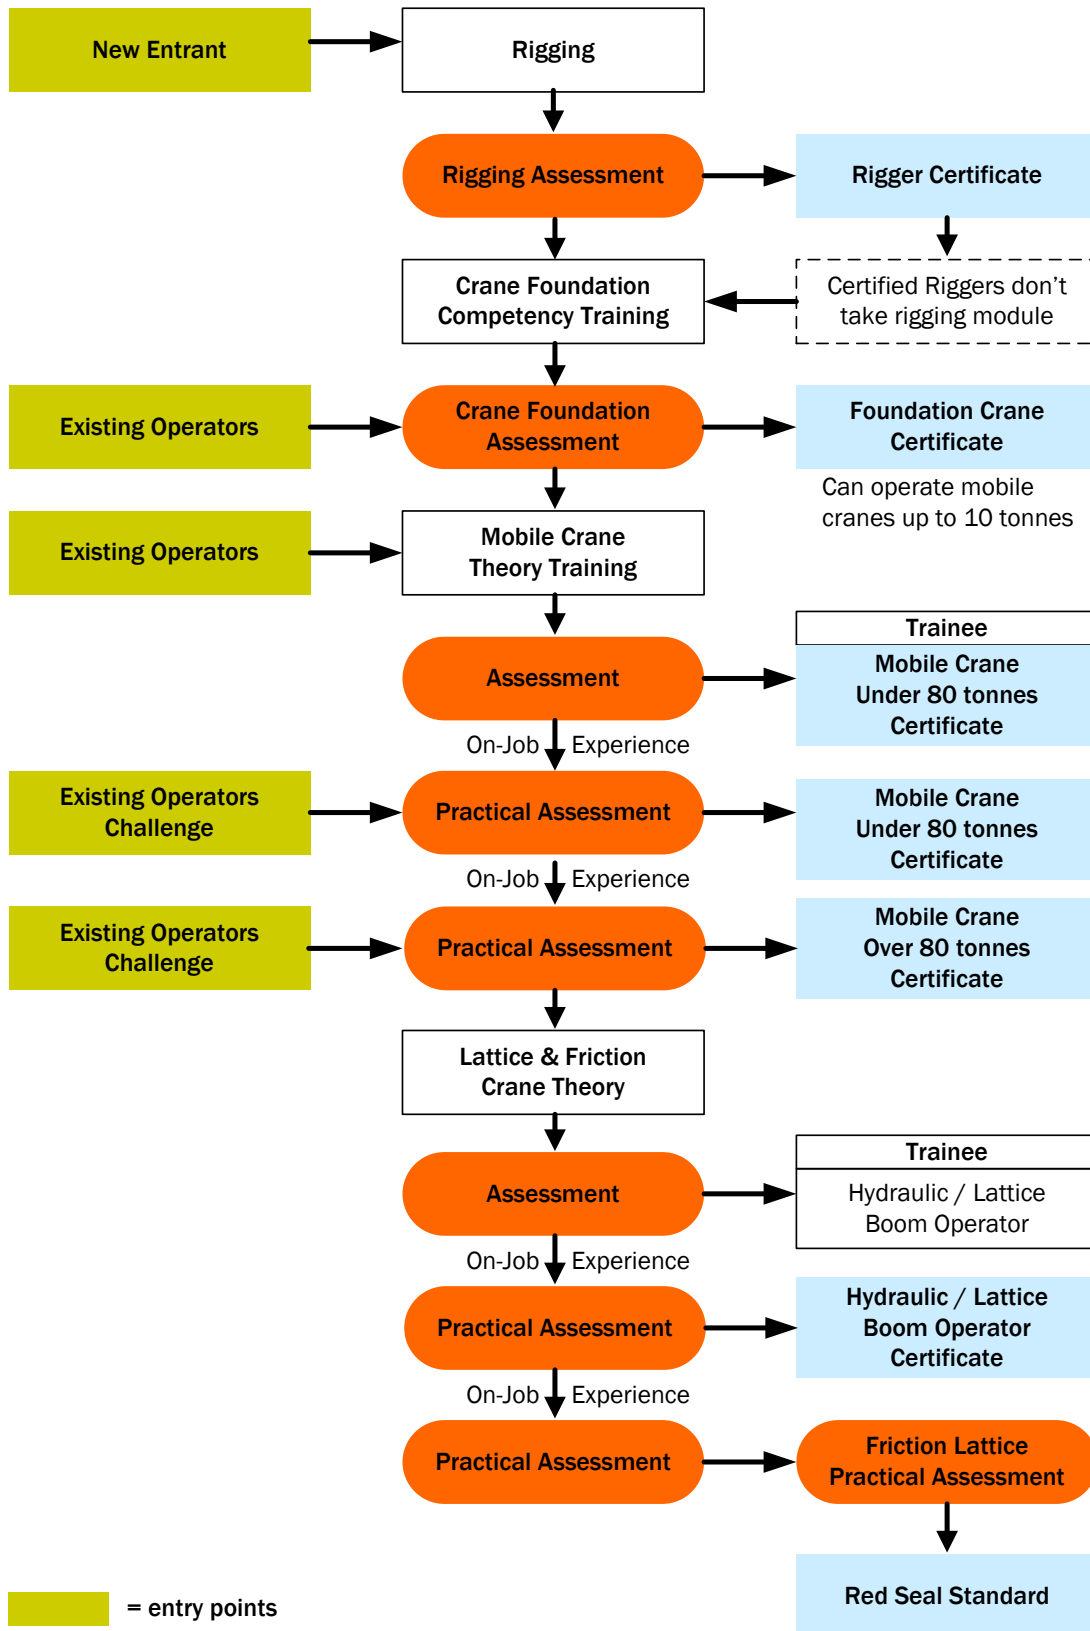 New Entrant
Rigging
Rigging Assessment
Rigger Certificate
Crane Foundation
Competency Training
Certified Riggers don’t
take rigging module
Existing Operators
Crane Foundation
Assessment
Foundation Crane
Certificate
Can operate mobile
cranes up to 10 tonnes
Existing Operators
Mobile Crane
Theory Training
Trainee
Assessment
Mobile Crane
Under 80 tonnes
Certificate
On-Job Experience
Existing Operators
Challenge
Practical Assessment
Mobile Crane
Under 80 tonnes
Certificate
On-Job Experience
Existing Operators
Challenge
Practical Assessment
Mobile Crane
Over 80 tonnes
Certificate
Lattice & Friction
Crane Theory
Trainee
Assessment
Hydraulic / Lattice
Boom Operator
On-Job Experience
Practical Assessment
Hydraulic / Lattice
Boom Operator
Certificate
On-Job Experience
Practical Assessment
Friction Lattice
Practical Assessment
Red Seal Standard
= entry points